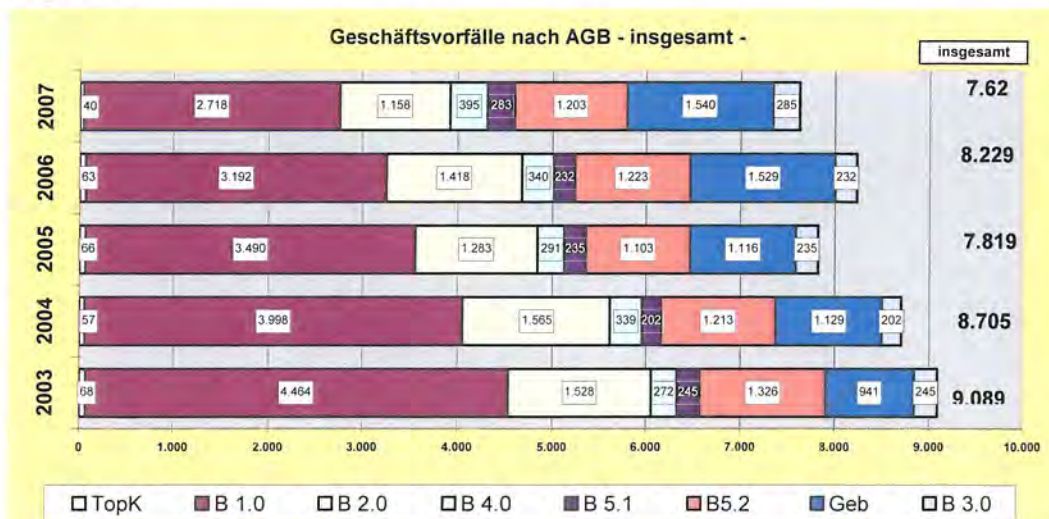 Geschäftsvorfälle nach AGB - insgesamt -
insgesamt
2007 40 2.718 1.158 395 283 1.203 1.540 285 7.62
2006 63 3.192 1.418 340 232 1.223 1.529 232 8.229
2005 66 3.490 1.283 291 235 1.103 1.116 235 7.819
2004 57 3.998 1.565 339 202 1.213 1.129 202 8.705
2003 68 4.464 1.528 272 245 1.326 941 245 9.089
0 1.000 2.000 3.000 4.000 5.000 6.000 7.000 8.000 9.000 10.000
TopK B 1.0 B 2.0 B 4.0 B 5.1 B5.2 Geb B 3.0